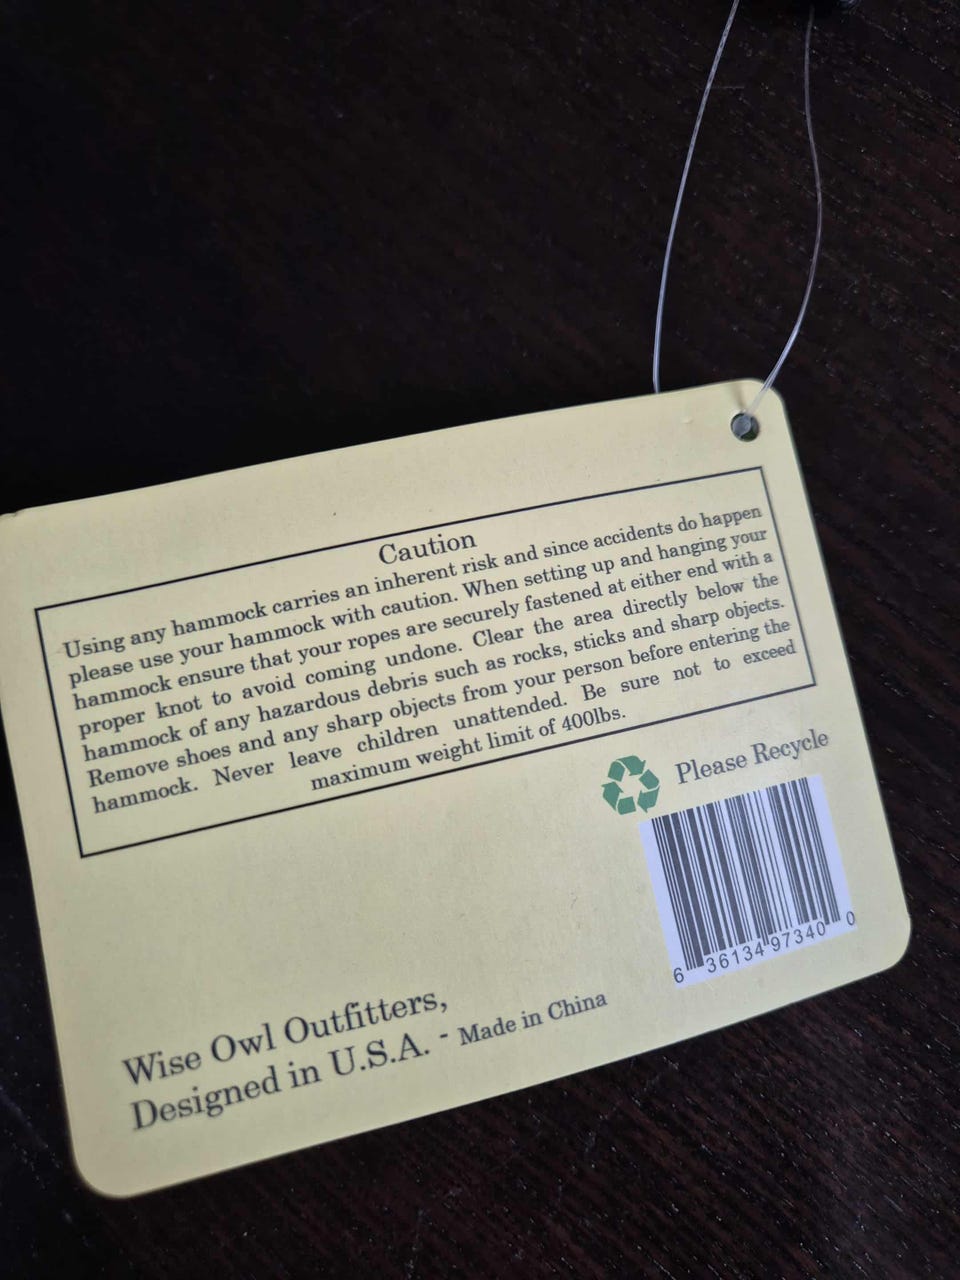 Caution
Using any hammock carries an inherent risk and since accidents do happen
please use your hammock with caution. When setting up and hanging your
hammock ensure that your ropes are securely fastened at either end with a
proper knot to avoid coming undone. Clear the area directly below the
hammock of any hazardous debris such as rocks, sticks and sharp objects.
Remove shoes and any sharp objects from your person before entering the
hammock. Never leave children unattended. Be sure not to exceed
maximum weight limit of 400lbs.
Please Recycle
6 36134 97340 0
Wise Owl Outfitters,
Designed in U.S.A. - Made in China